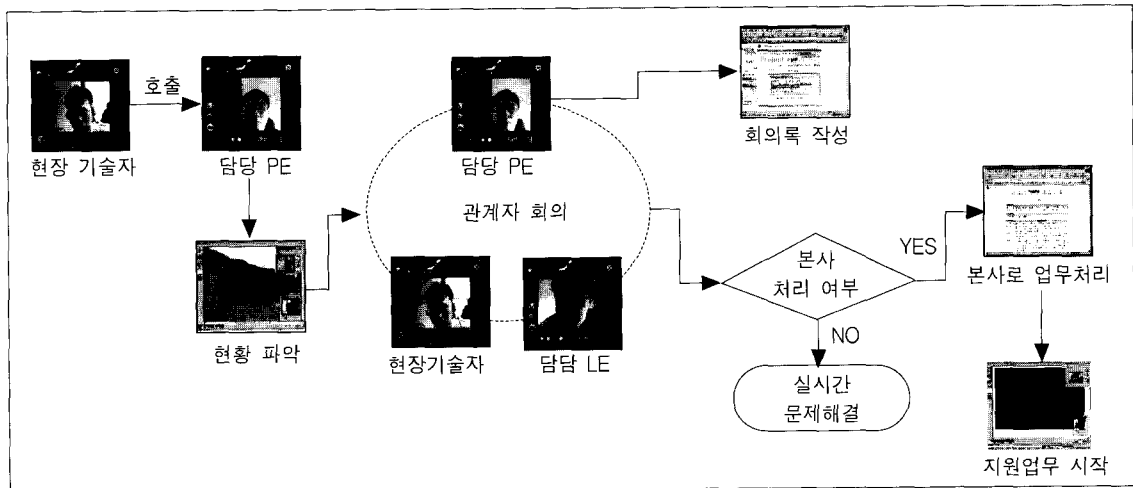 호출
현장 기술자
담당 PE
담당 PE
회의록 작성
관계자 회의
현황 파악
현장기술자
담담 LE
본사
처리 여부
YES
NO
본사로 업무처리
실시간
문제해결
지원업무 시작